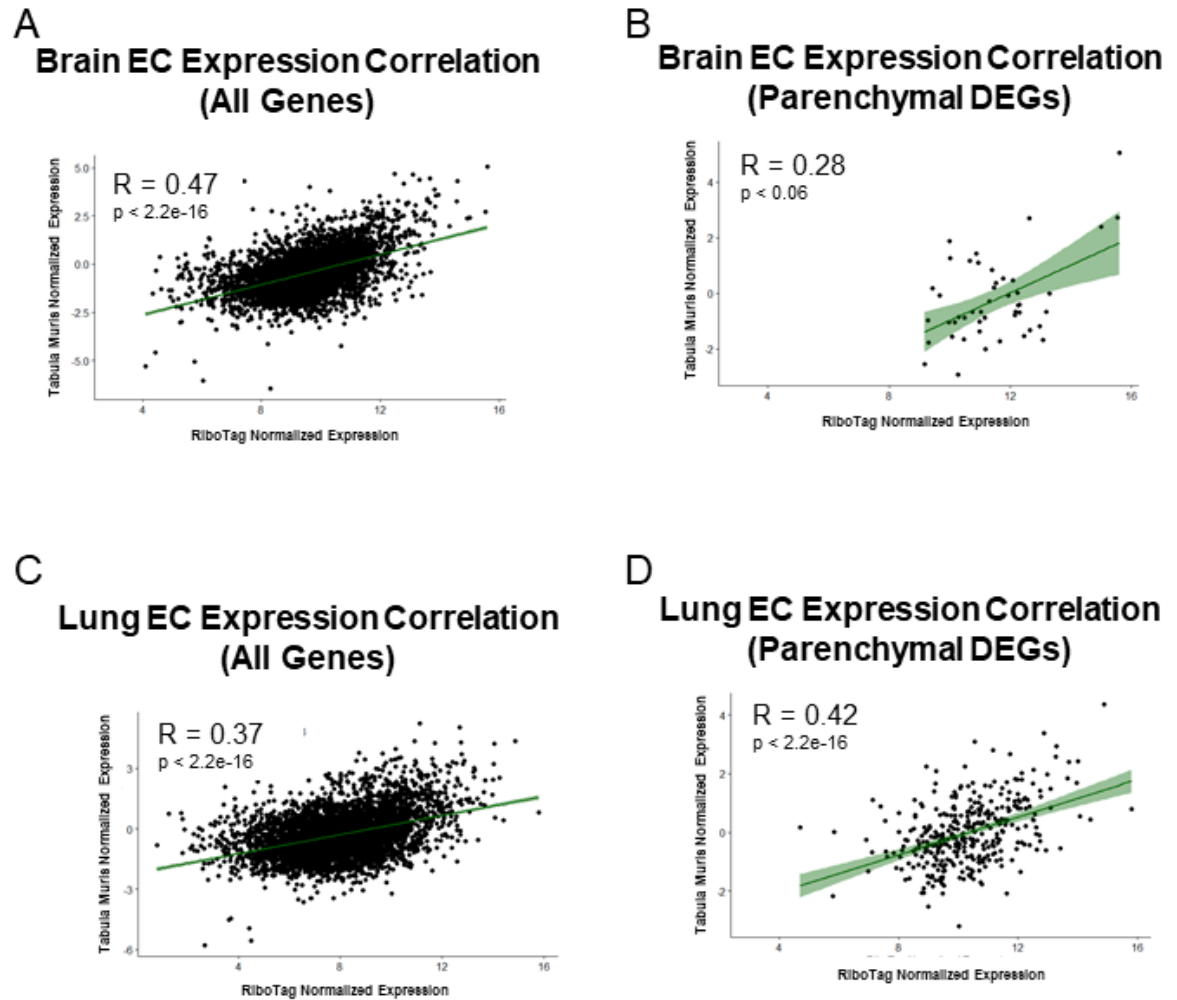 A
Brain EC Expression Correlation
(All Genes)
R = 0.47
p < 2.2e-16
Tabula Muris Normalized Expression
5.0
2.5
0.0
-2.5
-5.0
4
8
12
16
RiboTag Normalized Expression
B
Brain EC Expression Correlation
(Parenchymal DEGs)
R = 0.28
p < 0.06
Tabula Muris Normalized Expression
4
2
0
-2
4
8
12
16
RiboTag Normalized Expression
C
Lung EC Expression Correlation
(All Genes)
R = 0.37
p < 2.2e-16
Tabula Muris Normalized Expression
3
0
-3
-6
4
8
12
16
RiboTag Normalized Expression
D
Lung EC Expression Correlation
(Parenchymal DEGs)
R = 0.42
p < 2.2e-16
Tabula Muris Normalized Expression
4
2
0
-2
4
8
12
16
RiboTag Normalized Expression